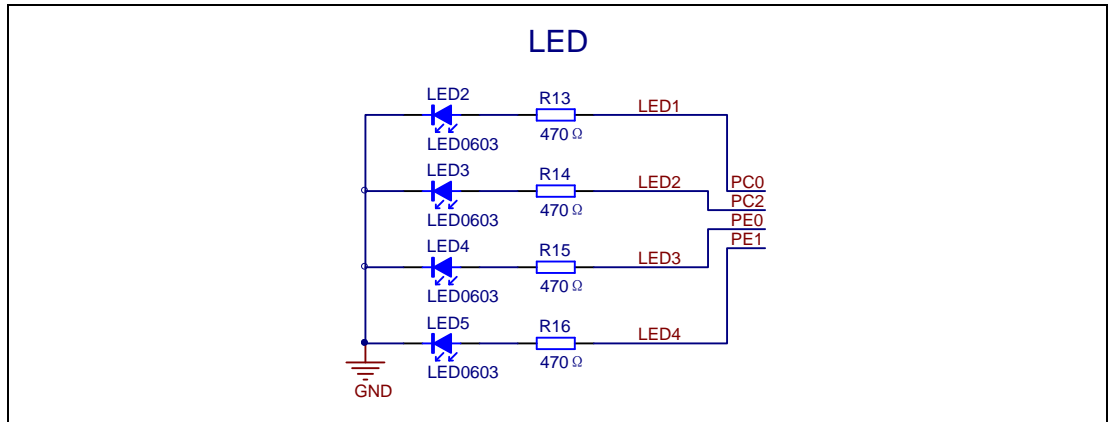 LED
LED2
R13
LED1
470 Ω
LED0603
LED3
R14
LED2
PC0
470 Ω
PC2
LED0603
PE0
LED4
R15
PE1
LED3
470 Ω
LED0603
LED5
R16
LED4
470 Ω
LED0603
GND